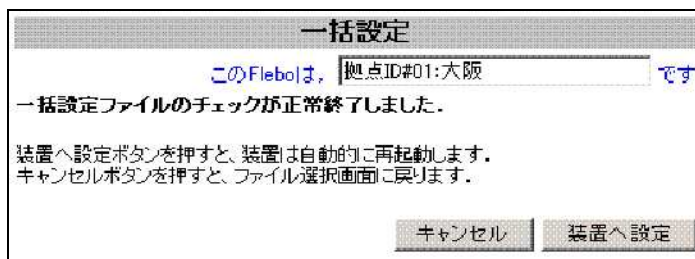 一括設定
このFleboは, 拠点ID#01:大阪 です
一括設定ファイルのチェックが正常終了しました.
装置へ設定ボタンを押すと、装置は自動的に再起動します.
キャンセルボタンを押すと、ファイル選択画面に戻ります.
キャンセル 装置へ設定